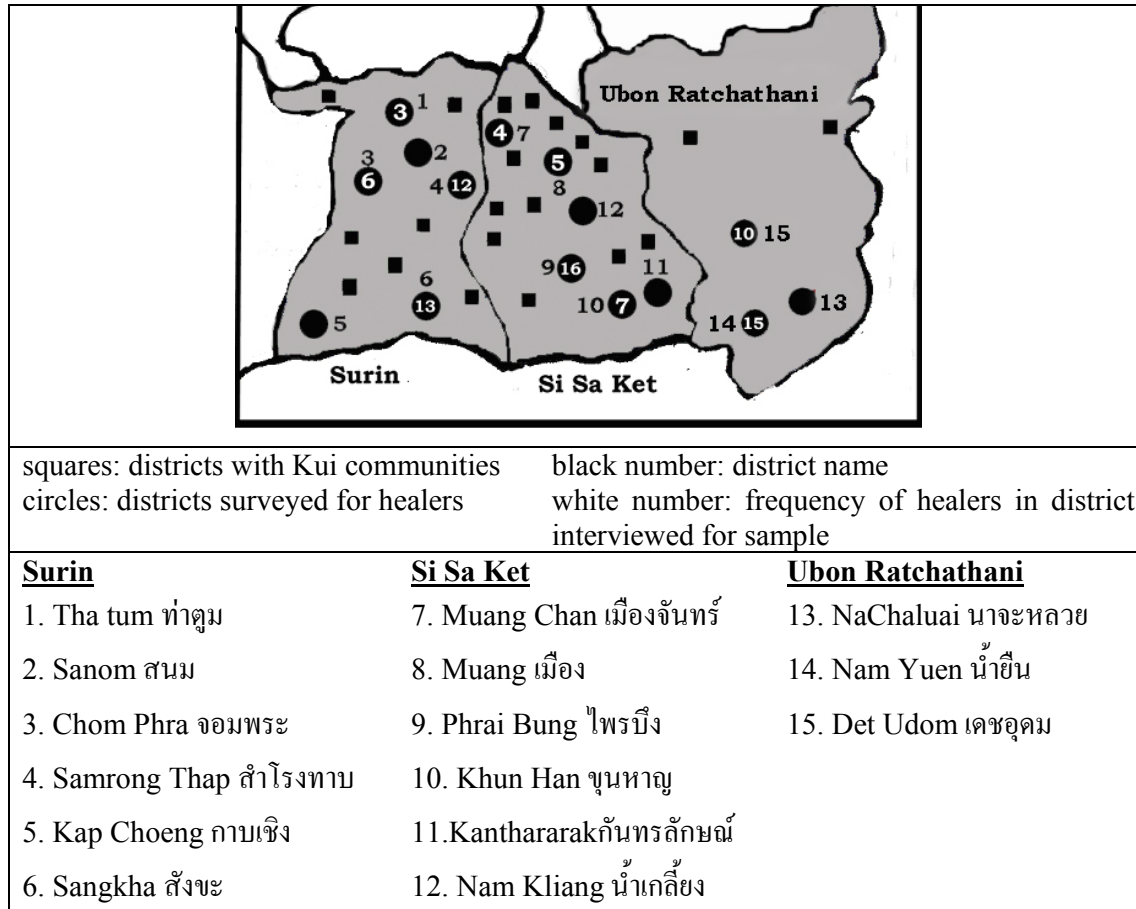 Ubon Ratchathani
3 1
4 7
2
5
3
6
4 12
8
12
10 15
9 16
11
6
13
10 7
13
5
14 15
Surin
Si Sa Ket
squares: districts with Kui communities
circles: districts surveyed for healers
black number: district name
white number: frequency of healers in district
interviewed for sample
Surin
1. Tha tum ท่าตูม
2. Sanom สนม
3. Chom Phra จอมพระ
4. Samrong Thap สำโรงทาบ
5. Kap Choeng กาบเชิง
6. Sangkha สังขะ
Si Sa Ket
7. Muang Chan เมืองจันทร์
8. Muang เมือง
9. Phrai Bung ไพรบึง
10. Khun Han ขุนหาญ
11.Kanthararakกันทรลักษณ์
12. Nam Kliang น้ำเกลี้ยง
Ubon Ratchathani
13. NaChaluai นาจะหลวย
14. Nam Yuen น้ำยืน
15. Det Udom เดชอุดม